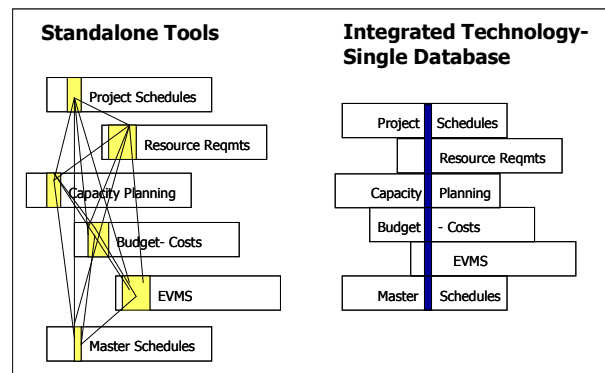 Standalone Tools
Project Schedules
Resource Reqmts
Capacity Planning
Budget- Costs
EVMS
Master Schedules
Integrated Technology-
Single Database
Project Schedules
Resource Reqmts
Capacity Planning
Budget - Costs
EVMS
Master Schedules